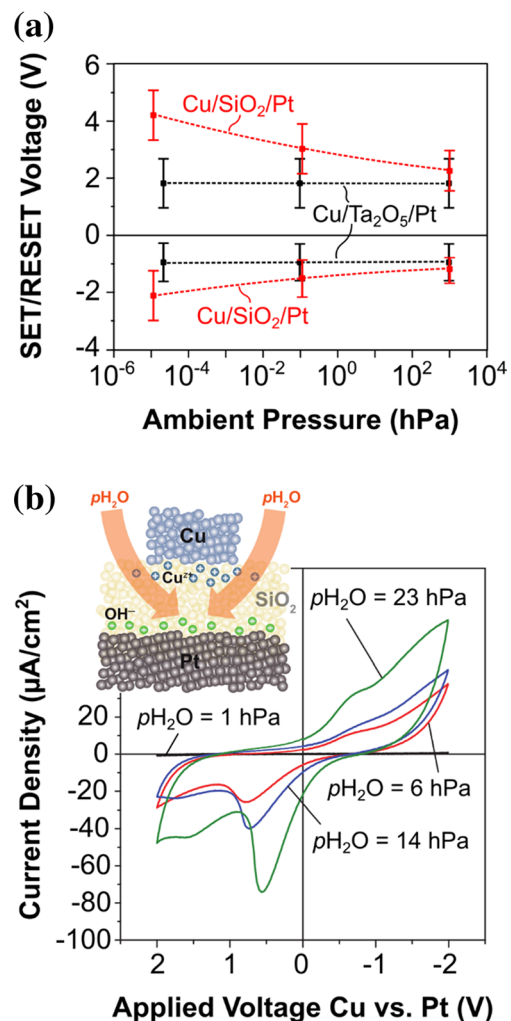 (a)
SET/RESET Voltage (V)
6
4
2
0
-2
-4
Cu/SiO₂/Pt
Cu/Ta₂O₅/Pt
Cu/SiO₂/Pt
10⁻⁶ 10⁻⁴ 10⁻² 10⁰ 10² 10⁴
Ambient Pressure (hPa)
(b)
pH₂O pH₂O
Cu
Cuᶻ⁺
SiO₂
OH⁻
Pt
pH₂O = 23 hPa
pH₂O = 1 hPa
pH₂O = 6 hPa
pH₂O = 14 hPa
Current Density (µA/cm²)
20
0
-20
-40
-60
-80
-100
2 1 0 -1 -2
Applied Voltage Cu vs. Pt (V)